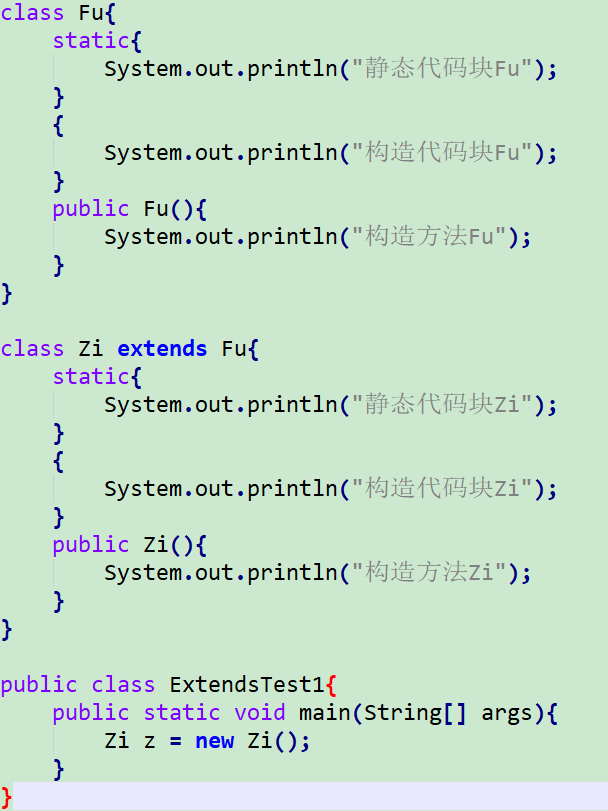 class Fu{
    static{
        System.out.println("静态代码块Fu");
    }
    {
        System.out.println("构造代码块Fu");
    }
    public Fu(){
        System.out.println("构造方法Fu");
    }
}

class Zi extends Fu{
    static{
        System.out.println("静态代码块Zi");
    }
    {
        System.out.println("构造代码块Zi");
    }
    public Zi(){
        System.out.println("构造方法Zi");
    }
}

public class ExtendsTest1{
    public static void main(String[] args){
        Zi z = new Zi();
    }
}